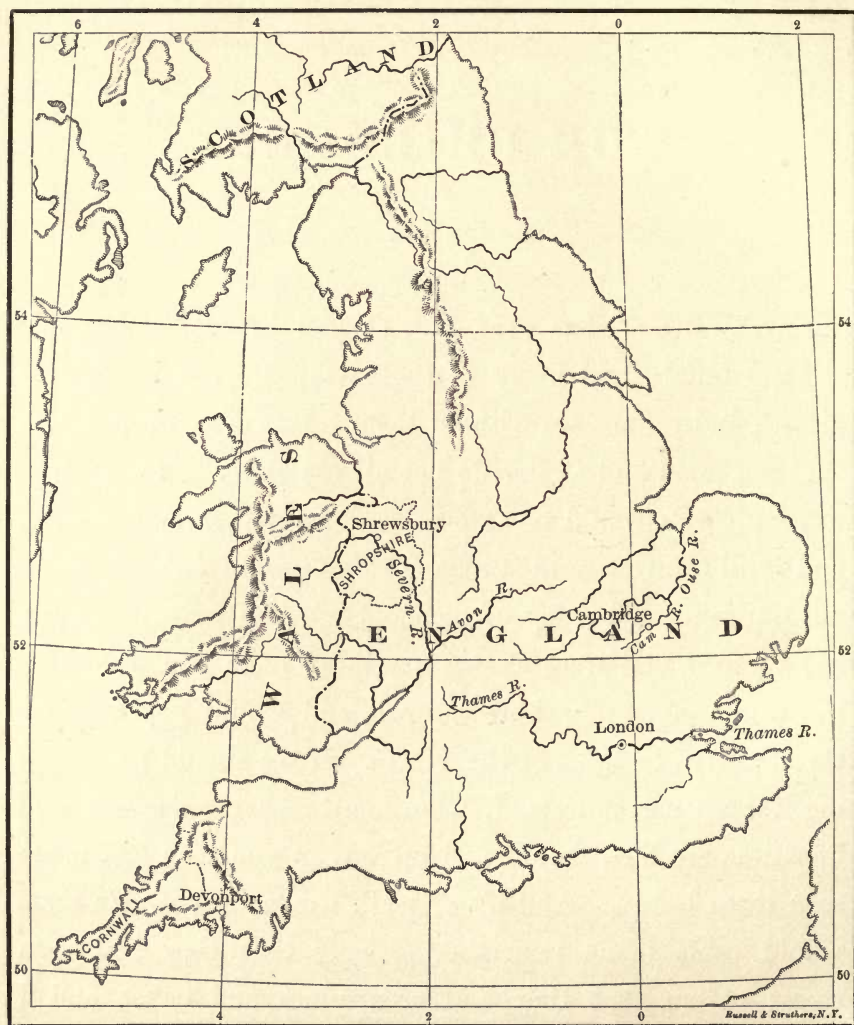 6 4 2 0 2
SCOTLAND
54 54
WALES
Shrewsbury
SHROPSHIRE
Severn R.
Avon R.
Ouse R.
Cambridge
Cam R.
ENGLAND
52 52
Thames R.
London
Thames R.
Devonport
CORNWALL
50 50
4 2 0
Russell & Struthers, N.Y.